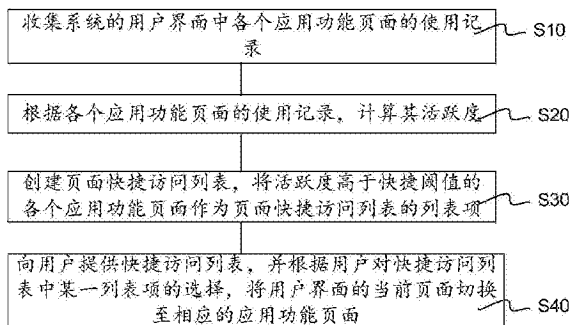 收集系统的用户界面中各个应用功能页面的使用记
录
S10
根据各个应用功能页面的使用记录，计算其活跃度
S20
创建页面快捷访问列表，将活跃度高于快捷阈值的
各个应用功能页面作为页面快捷访问列表的列表项
S30
向用户提供快捷访问列表，并根据用户对快捷访问列
表中某一列表项的选择，将用户界面的当前页面切换
至相应的应用功能页面
S40